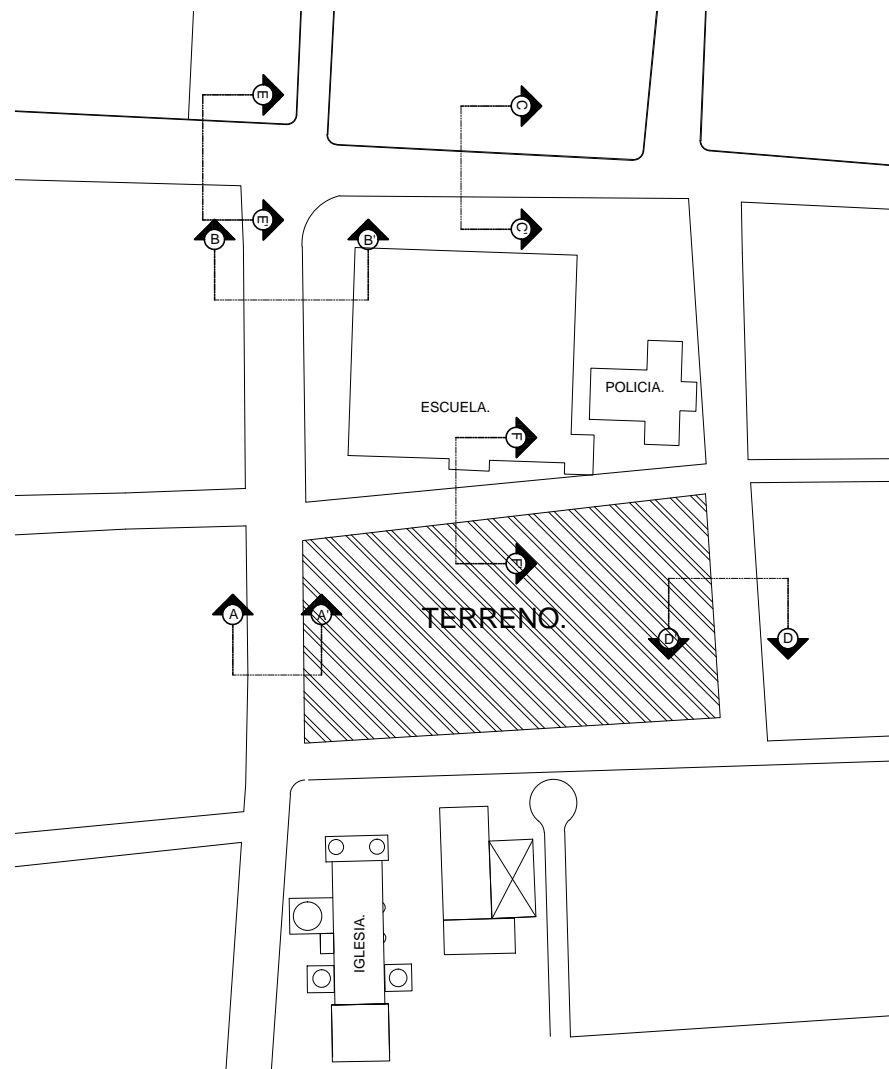 E
C
E'
C'
B
B'
POLICIA.
ESCUELA.
F
F'
A
A'
TERRENO.
D'
D
IGLESIA.